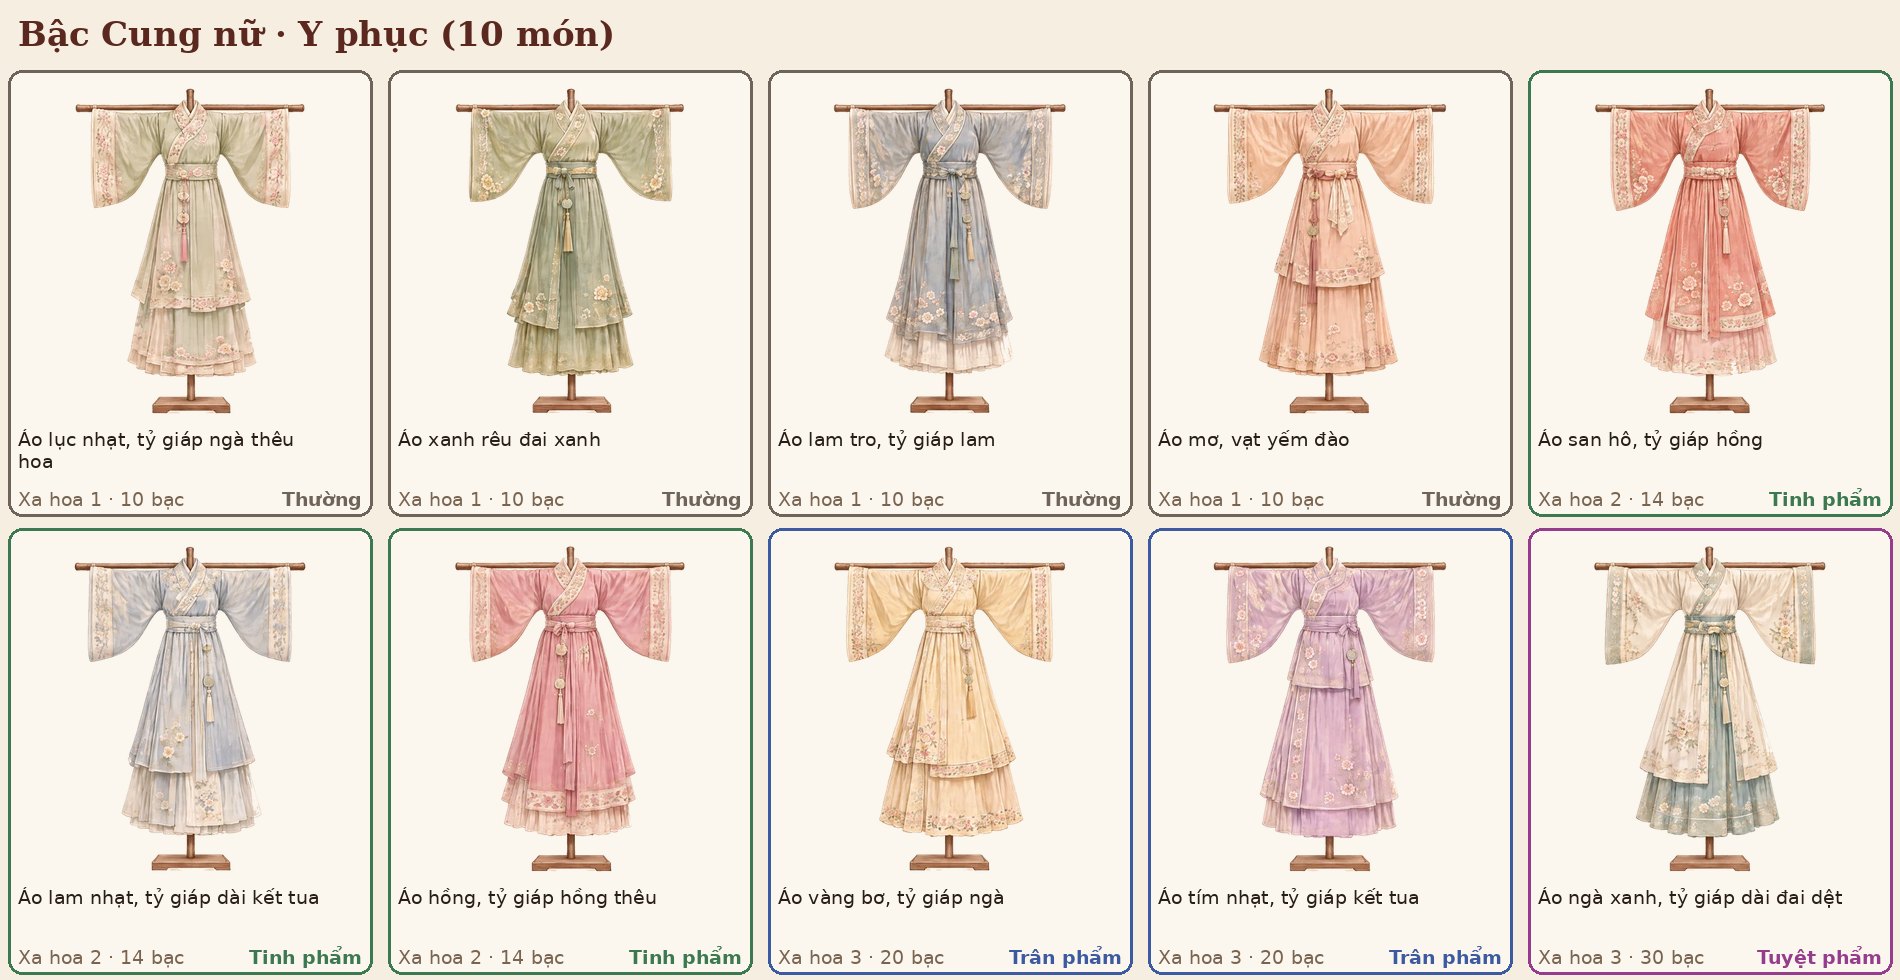 Bậc Cung nữ · Y phục (10 món)
Áo lục nhạt, tỷ giáp ngà thêu
hoa
Xa hoa 1 · 10 bạc
Thường
Áo xanh rêu đai xanh
Xa hoa 1 · 10 bạc
Thường
Áo lam tro, tỷ giáp lam
Xa hoa 1 · 10 bạc
Thường
Áo mơ, vạt yếm đào
Xa hoa 1 · 10 bạc
Thường
Áo san hô, tỷ giáp hồng
Xa hoa 2 · 14 bạc
Tinh phẩm
Áo lam nhạt, tỷ giáp dài kết tua
Xa hoa 2 · 14 bạc
Tinh phẩm
Áo hồng, tỷ giáp hồng thêu
Xa hoa 2 · 14 bạc
Tinh phẩm
Áo vàng bơ, tỷ giáp ngà
Xa hoa 3 · 20 bạc
Trân phẩm
Áo tím nhạt, tỷ giáp kết tua
Xa hoa 3 · 20 bạc
Trân phẩm
Áo ngà xanh, tỷ giáp dài đai dệt
Xa hoa 3 · 30 bạc
Tuyệt phẩm